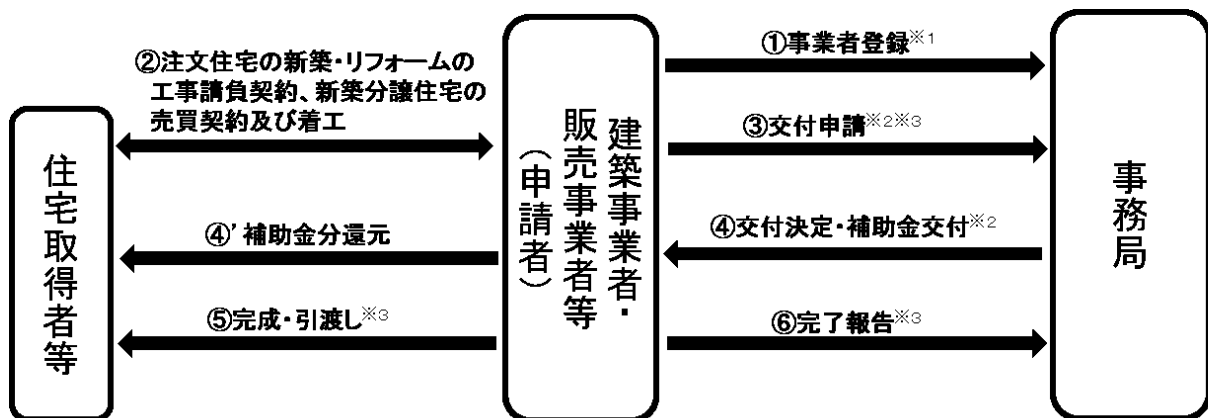 住宅取得者等
②注文住宅の新築・リフォームの
工事請負契約、新築分譲住宅の
売買契約及び着工
④’補助金分還元
⑤完成・引渡し※3
建築事業者・
販売事業者等
（申請者）
①事業者登録※1
③交付申請※2※3
④交付決定・補助金交付※2
⑥完了報告※3
事務局